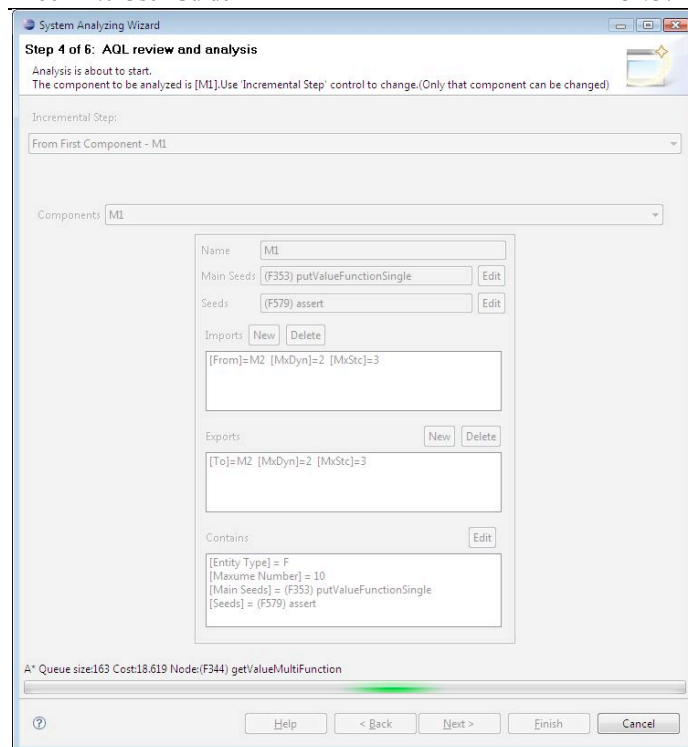 System Analyzing Wizard
Step 4 of 6: AQL review and analysis
Analysis is about to start.
The component to be analyzed is [M1].Use 'Incremental Step' control to change.(Only that component can be changed)
Incremental Step:
From First Component - M1
Components M1
Name M1
Main Seeds (F353) putValueFunctionSingle Edit
Seeds (F579) assert Edit
Imports New Delete
[From]=M2 [MxDyn]=2 [MxStc]=3
Exports New Delete
[To]=M2 [MxDyn]=2 [MxStc]=3
Contains Edit
[Entity Type] = F
[Maxume Number] = 10
[Main Seeds] = (F353) putValueFunctionSingle
[Seeds] = (F579) assert
A* Queue size:163 Cost:18.619 Node:(F344) getValueMultiFunction
Help < Back Next > Finish Cancel